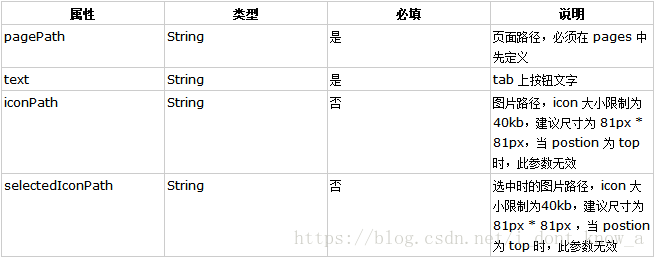 属性 类型 必填 说明
pagePath String 是 页面路径，必须在 pages 中
先定义
text String 是 tab 上按钮文字
iconPath String 否 图片路径，icon 大小限制为
40kb，建议尺寸为 81px *
81px，当 postion 为 top
时，此参数无效
selectedIconPath String 否 选中时的图片路径，icon 大
小限制为40kb，建议尺寸为
81px * 81px ，当 postion
为 top 时，此参数无效
https://blog.csdn.net/i_dont_know_a